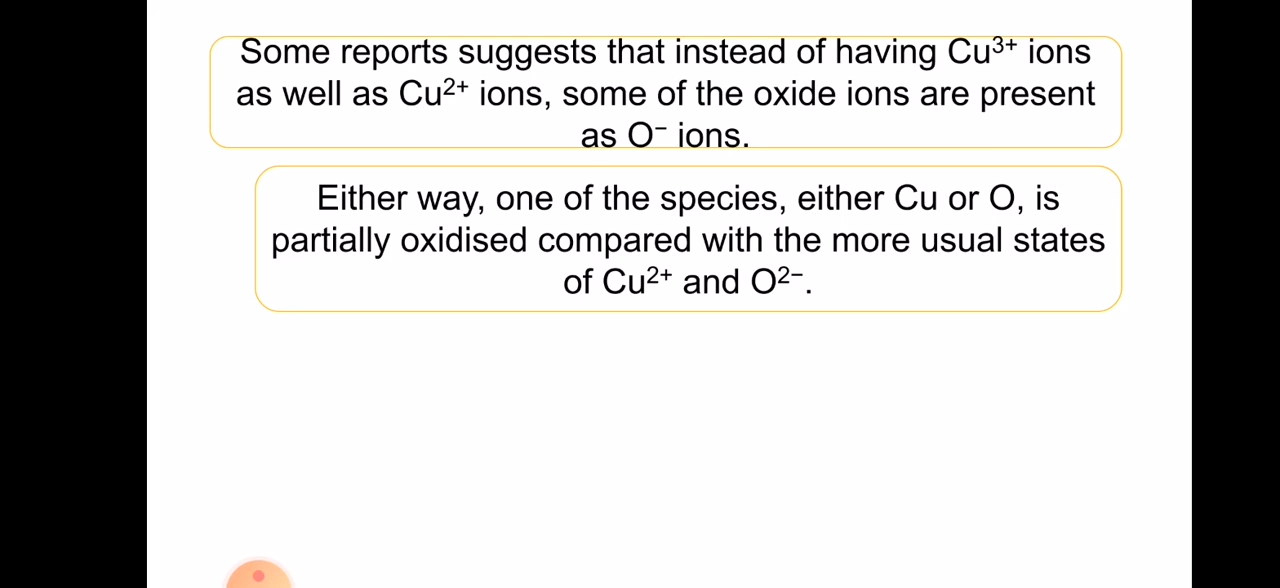 Some reports suggests that instead of having Cu³⁺ ions
as well as Cu²⁺ ions, some of the oxide ions are present
as O⁻ ions.
Either way, one of the species, either Cu or O, is
partially oxidised compared with the more usual states
of Cu²⁺ and O²⁻.